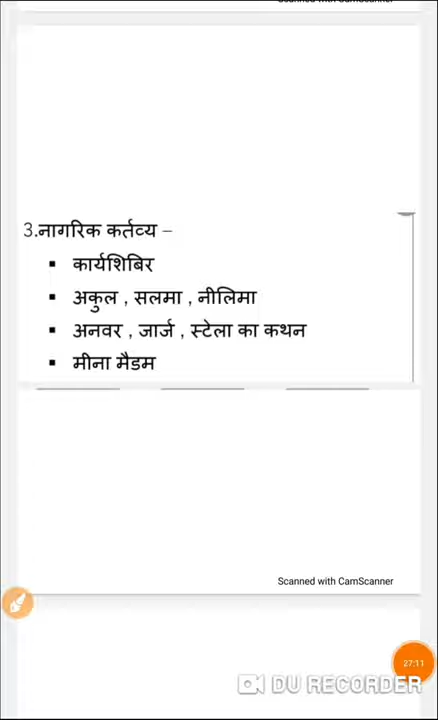 3.नागरिक कर्तव्य –
▪ कार्यशिबिर
▪ अकुल , सलमा , नीलिमा
▪ अनवर , जार्ज , स्टेला का कथन
▪ मीना मैडम
Scanned with CamScanner
27:11
DU RECORDER